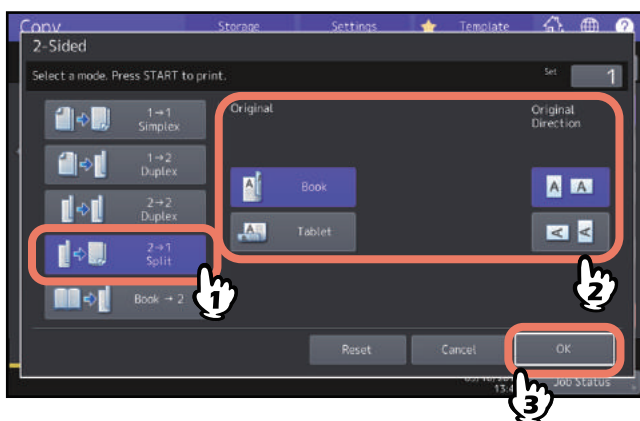 Copy Storage Settings Template
2-Sided
Select a mode. Press START to print.
Set 1
1→1
Simplex
1→2
Duplex
2→2
Duplex
2→1
Split
Book → 2
1
Original
Original
Direction
Book
A A
Tablet
A A
2
Reset Cancel OK
13:4
Job Status
3